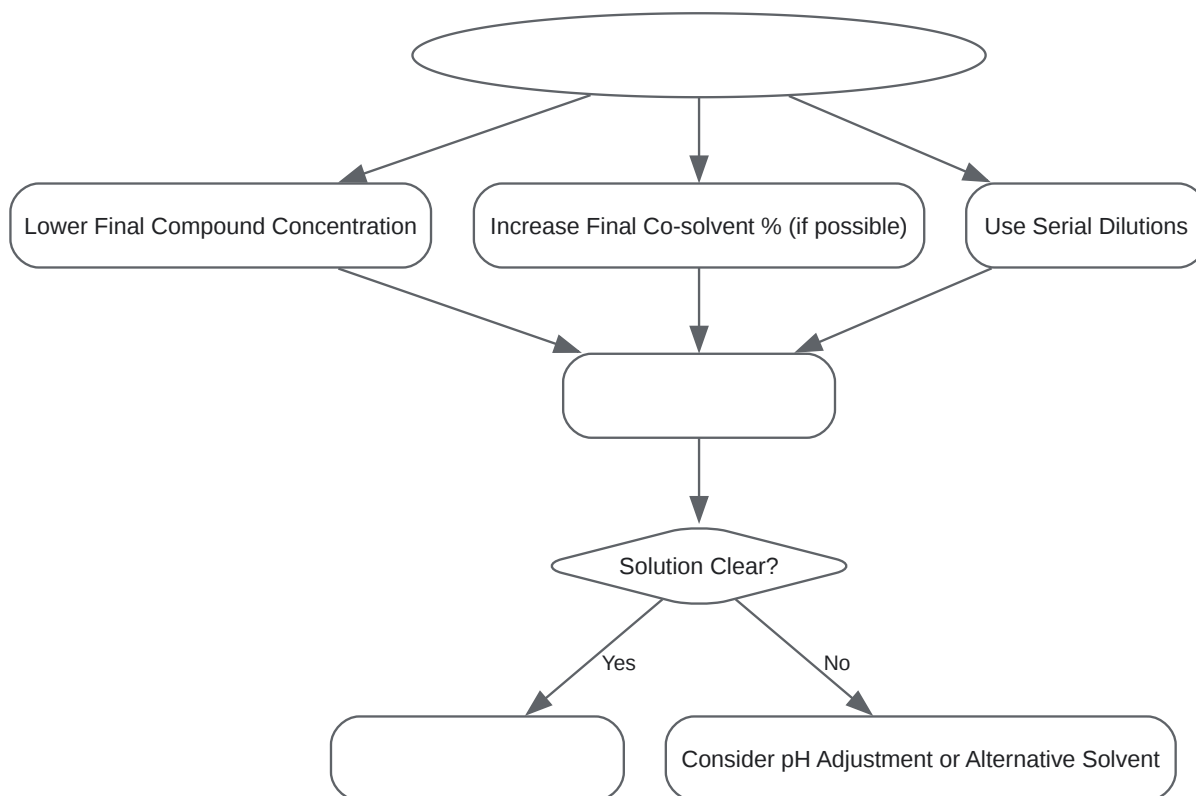 Lower Final Compound Concentration
Increase Final Co-solvent % (if possible)
Use Serial Dilutions
Solution Clear?
Yes
No
Consider pH Adjustment or Alternative Solvent